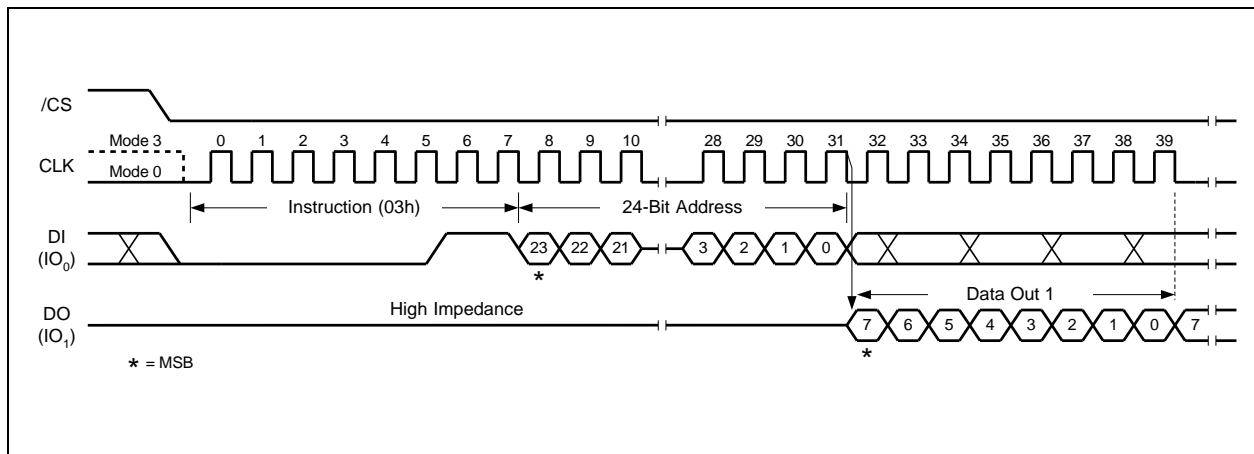 /CS
Mode 3 0 1 2 3 4 5 6 7 8 9 10 28 29 30 31 32 33 34 35 36 37 38 39
CLK Mode 0
Instruction (03h) 24-Bit Address
DI
(IO0) 23 22 21 3 2 1 0
*
High Impedance Data Out 1
DO
(IO1) 7 6 5 4 3 2 1 0 7
*
* = MSB